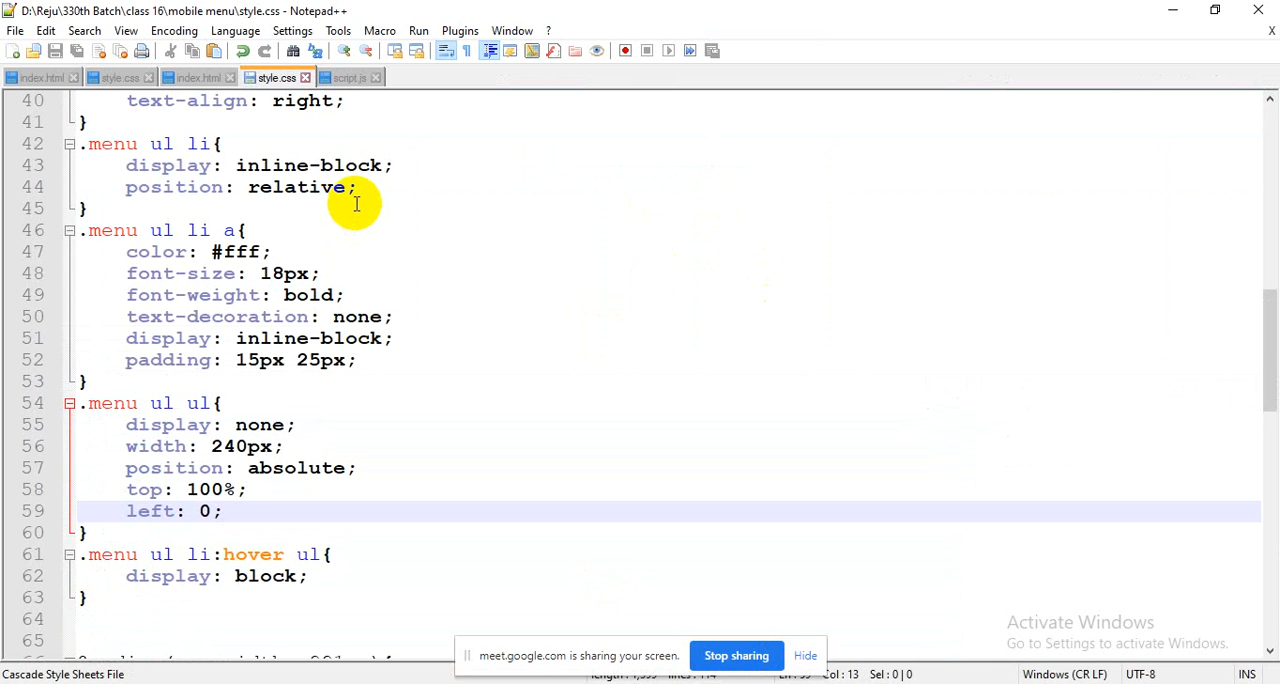 D:\Reju\330th Batch\class 16\mobile menu\style.css - Notepad++
File Edit Search View Encoding Language Settings Tools Macro Run Plugins Window ? X
index.html style.css index.html style.css script.js
40 text-align: right;
41 }
42 .menu ul li{
43 display: inline-block;
44 position: relative;
45 }
46 .menu ul li a{
47 color: #fff;
48 font-size: 18px;
49 font-weight: bold;
50 text-decoration: none;
51 display: inline-block;
52 padding: 15px 25px;
53 }
54 .menu ul ul{
55 display: none;
56 width: 240px;
57 position: absolute;
58 top: 100%;
59 left: 0;
60 }
61 .menu ul li:hover ul{
62 display: block;
63 }
64
65
Activate Windows
Go to Settings to activate Windows.
meet.google.com is sharing your screen. Stop sharing Hide
Cascade Style Sheets File Col : 13 Sel : 0 | 0 Windows (CR LF) UTF-8 INS